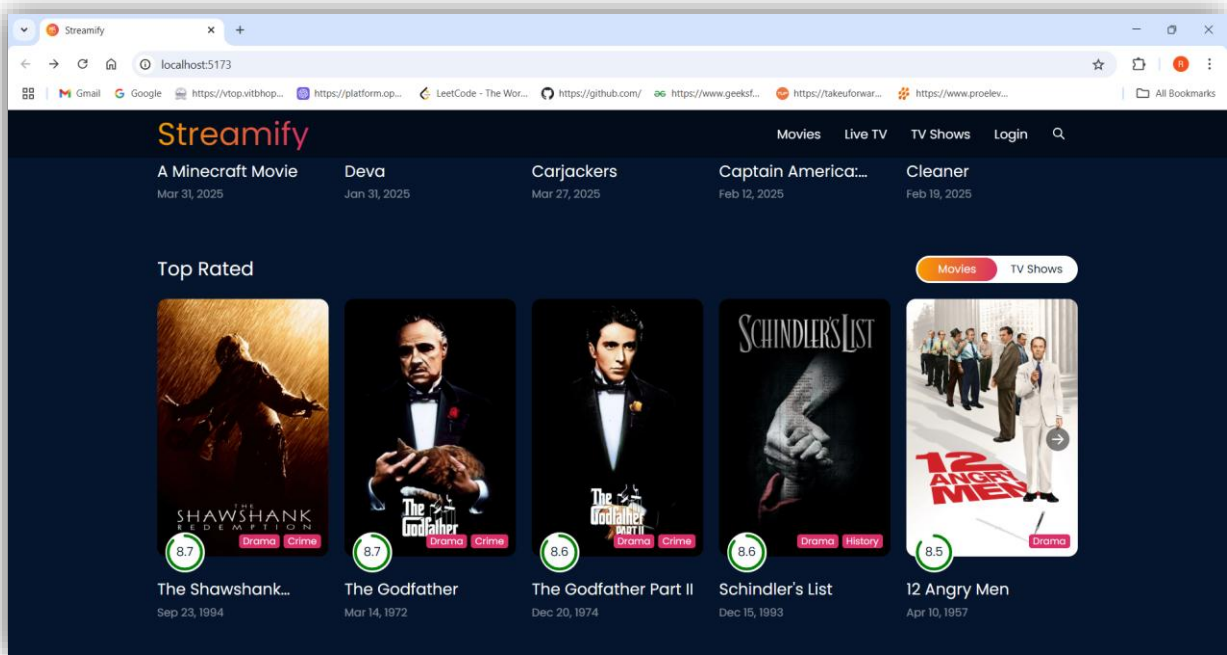 Streamify
localhost:5173
Gmail Google https://vtop.vitbhop... https://platform.op... LeetCode - The Wor... https://github.com/ https://www.geeksf... https://takeuforwar... https://www.proelev... All Bookmarks
Streamify Movies Live TV TV Shows Login
A Minecraft Movie Deva Carjackers Captain America:... Cleaner
Mar 31, 2025 Jan 31, 2025 Mar 27, 2025 Feb 12, 2025 Feb 19, 2025
Top Rated Movies TV Shows
THE
SHAWSHANK
REDEMPTION
Drama Crime
8.7
The
Godfather
Drama Crime
8.7
The
Godfather
PART II
Drama Crime
8.6
SCHINDLER'S LIST
Drama History
8.6
12
ANGRY
MEN
Drama
8.5
The Shawshank... The Godfather The Godfather Part II Schindler's List 12 Angry Men
Sep 23, 1994 Mar 14, 1972 Dec 20, 1974 Dec 15, 1993 Apr 10, 1957